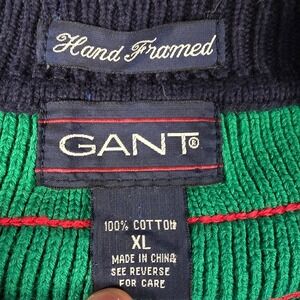 Hand Framed
GANT®
100% COTTON
XL
MADE IN CHINA
SEE REVERSE
FOR CARE